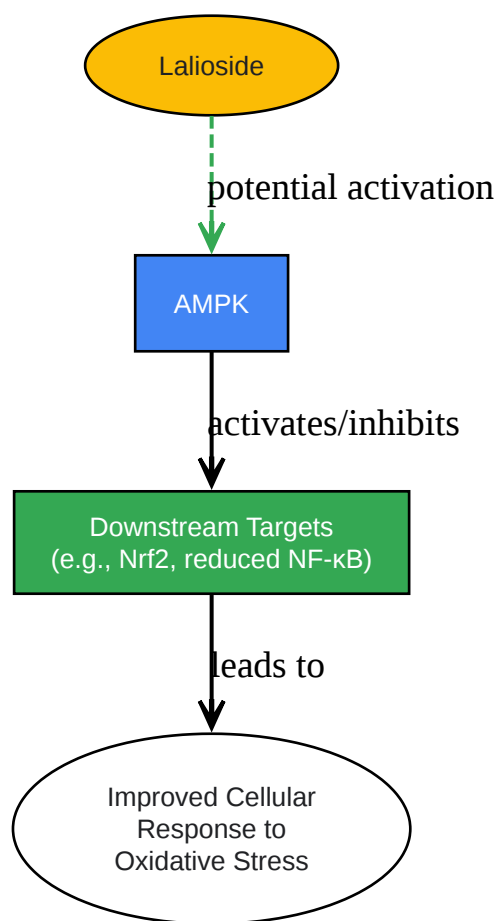 Lalioside
potential activation
AMPK
activates/inhibits
Downstream Targets
(e.g., Nrf2, reduced NF-κB)
leads to
Improved Cellular
Response to
Oxidative Stress